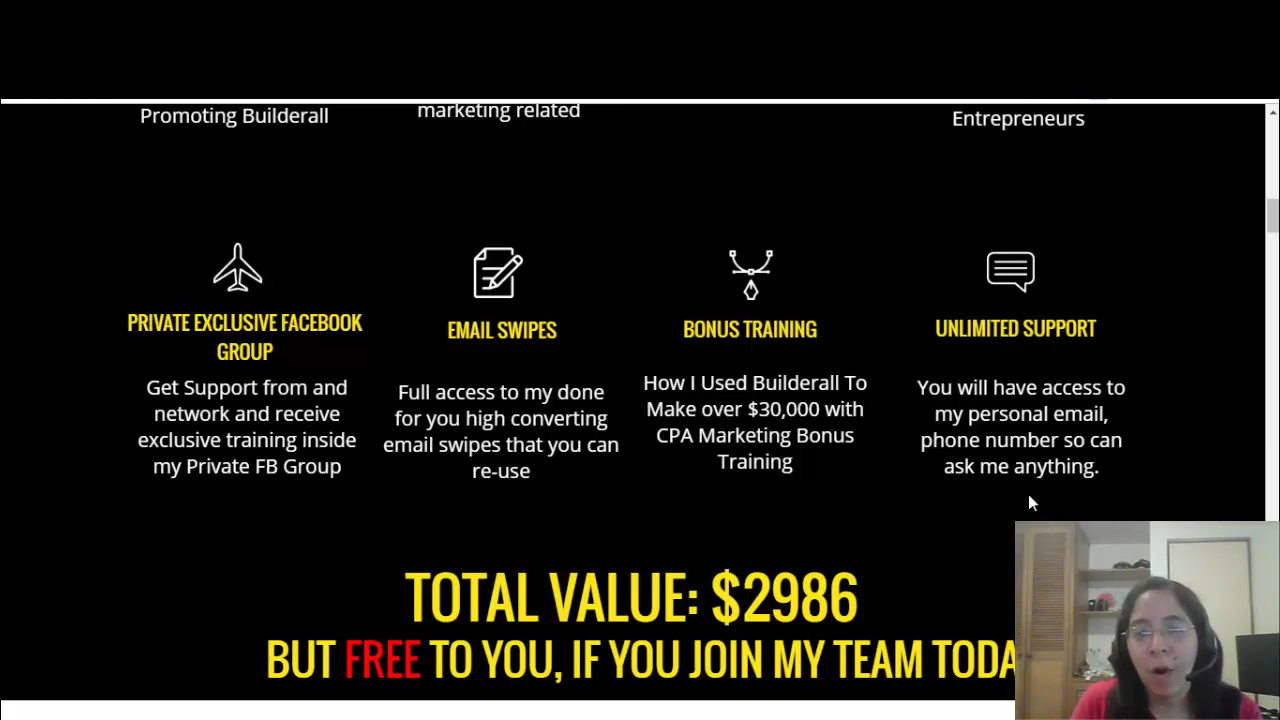 Promoting Builderall
marketing related
Entrepreneurs
PRIVATE EXCLUSIVE FACEBOOK
GROUP
Get Support from and
network and receive
exclusive training inside
my Private FB Group
EMAIL SWIPES
Full access to my done
for you high converting
email swipes that you can
re-use
BONUS TRAINING
How I Used Builderall To
Make over $30,000 with
CPA Marketing Bonus
Training
UNLIMITED SUPPORT
You will have access to
my personal email,
phone number so can
ask me anything.
TOTAL VALUE: $2986
BUT FREE TO YOU, IF YOU JOIN MY TEAM TODA